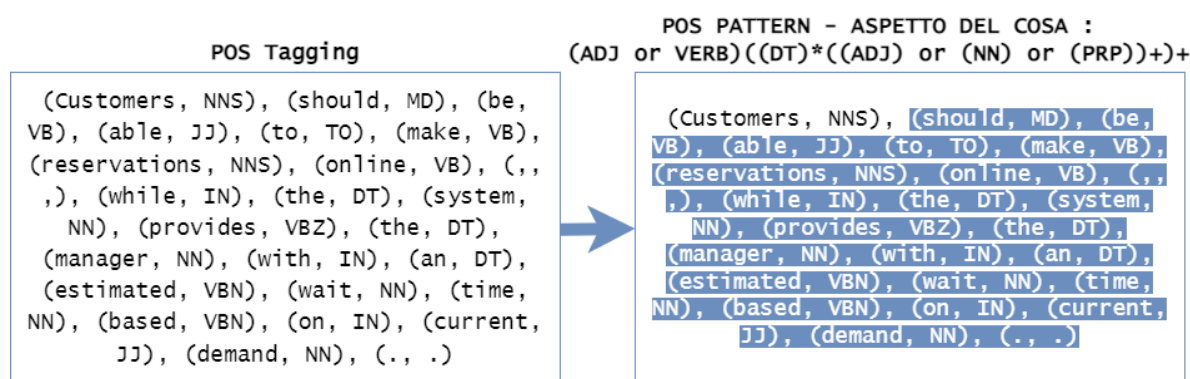 POS Tagging
(Customers, NNS), (should, MD), (be,
VB), (able, JJ), (to, TO), (make, VB),
(reservations, NNS), (online, VB), (,,
,), (while, IN), (the, DT), (system,
NN), (provides, VBZ), (the, DT),
(manager, NN), (with, IN), (an, DT),
(estimated, VBN), (wait, NN), (time,
NN), (based, VBN), (on, IN), (current,
JJ), (demand, NN), (., .)
POS PATTERN - ASPETTO DEL COSA :
(ADJ or VERB)((DT)*((ADJ) or (NN) or (PRP))+)+
(Customers, NNS), (should, MD), (be,
VB), (able, JJ), (to, TO), (make, VB),
(reservations, NNS), (online, VB), (,,
,), (while, IN), (the, DT), (system,
NN), (provides, VBZ), (the, DT),
(manager, NN), (with, IN), (an, DT),
(estimated, VBN), (wait, NN), (time,
NN), (based, VBN), (on, IN), (current,
JJ), (demand, NN), (., .)